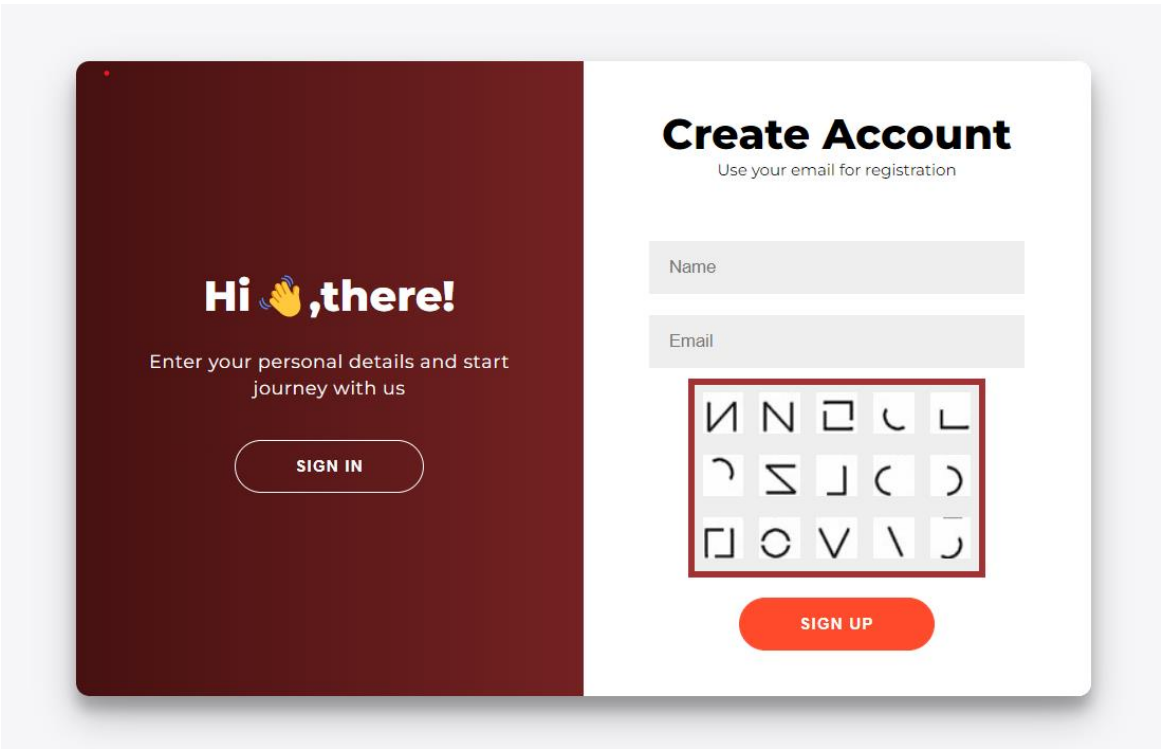 Hi 👋,there!
Enter your personal details and start
journey with us
SIGN IN
Create Account
Use your email for registration
Name
Email
SIGN UP